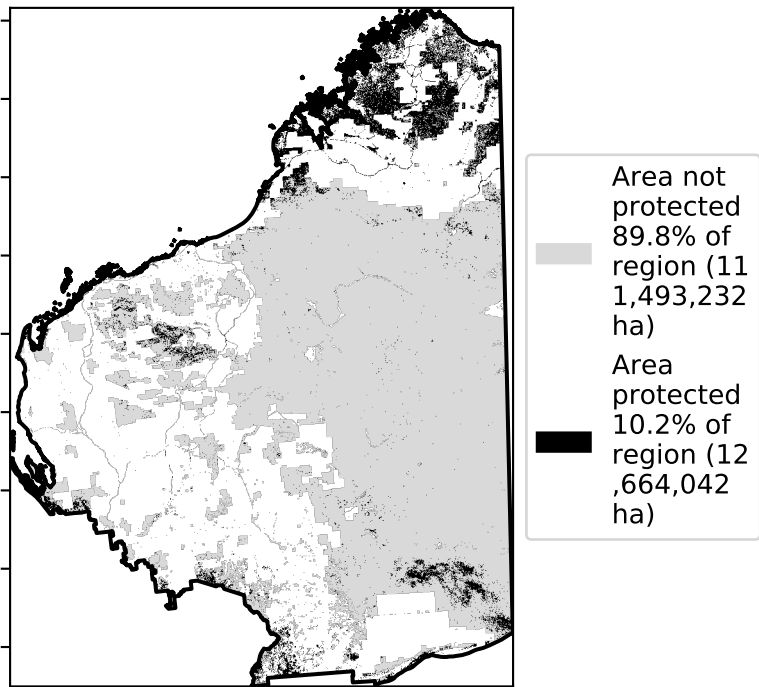 Area not
protected
89.8% of
region (11
1,493,232
ha)
Area
protected
10.2% of
region (12
,664,042
ha)